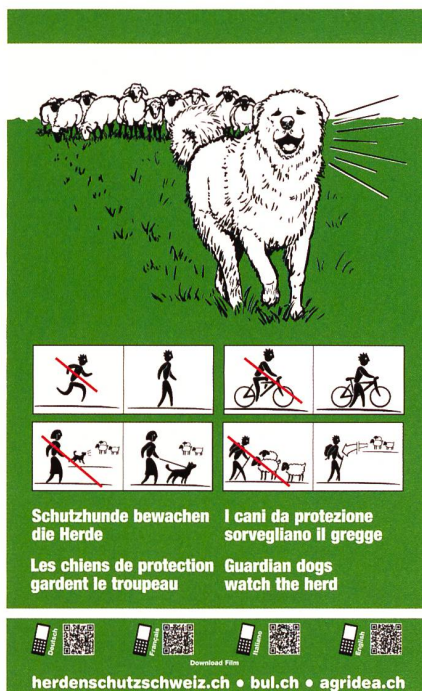 Schutzhunde bewachen
die Herde
Les chiens de protection
gardent le troupeau
I cani da protezione
sorvegliano il gregge
Guardian dogs
watch the herd
Deutsch
Français
Italiano
English
Download Film
herdenschutzschweiz.ch • bul.ch • agridea.ch